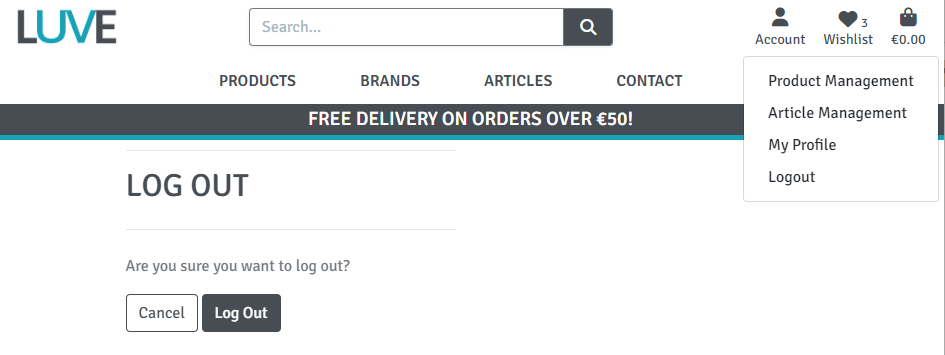 LUVE
Search...
Account
Wishlist 3
€0.00
PRODUCTS
BRANDS
ARTICLES
CONTACT
Product Management
Article Management
My Profile
Logout
FREE DELIVERY ON ORDERS OVER €50!
LOG OUT
Are you sure you want to log out?
Cancel
Log Out